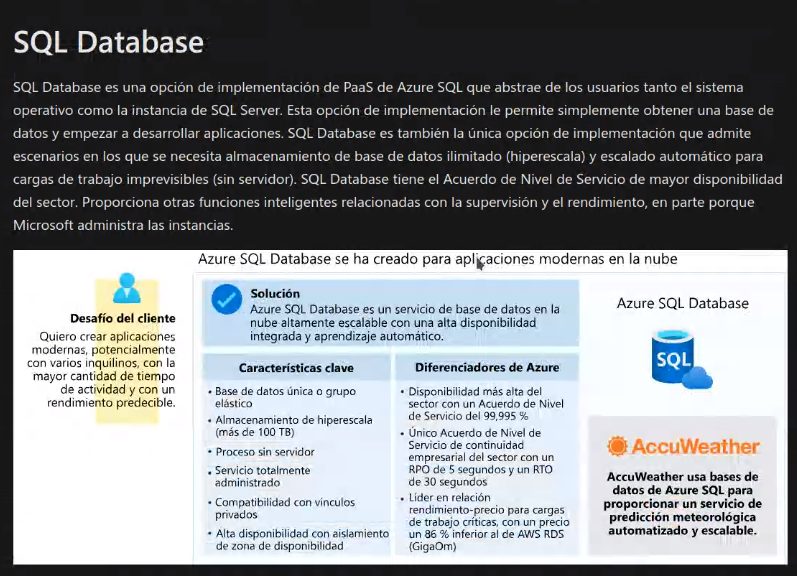 SQL Database
SQL Database es una opción de implementación de PaaS de Azure SQL que abstrae de los usuarios tanto el sistema
operativo como la instancia de SQL Server. Esta opción de implementación le permite simplemente obtener una base de
datos y empezar a desarrollar aplicaciones. SQL Database es también la única opción de implementación que admite
escenarios en los que se necesita almacenamiento de base de datos ilimitado (hiperescala) y escalado automático para
cargas de trabajo imprevisibles (sin servidor). SQL Database tiene el Acuerdo de Nivel de Servicio de mayor disponibilidad
del sector. Proporciona otras funciones inteligentes relacionadas con la supervisión y el rendimiento, en parte porque
Microsoft administra las instancias.
Azure SQL Database se ha creado para aplicaciones modernas en la nube
Desafío del cliente
Quiero crear aplicaciones
modernas, potencialmente
con varios inquilinos, con la
mayor cantidad de tiempo
de actividad y con un
rendimiento predecible.
Solución
Azure SQL Database es un servicio de base de datos en la
nube altamente escalable con una alta disponibilidad
integrada y aprendizaje automático.
Características clave
• Base de datos única o grupo
elástico
• Almacenamiento de hiperescala
(más de 100 TB)
• Proceso sin servidor
• Servicio totalmente
administrado
• Compatibilidad con vínculos
privados
• Alta disponibilidad con aislamiento
de zona de disponibilidad
Diferenciadores de Azure
• Disponibilidad más alta del
sector con un Acuerdo de Nivel
de Servicio del 99,995 %
• Único Acuerdo de Nivel de
Servicio de continuidad
empresarial del sector con un
RPO de 5 segundos y un RTO
de 30 segundos
• Líder en relación
rendimiento-precio para cargas
de trabajo críticas, con un precio
un 86 % inferior al de AWS RDS
(GigaOm)
Azure SQL Database
SQL
AccuWeather
AccuWeather usa bases de
datos de Azure SQL para
proporcionar un servicio de
predicción meteorológica
automatizado y escalable.